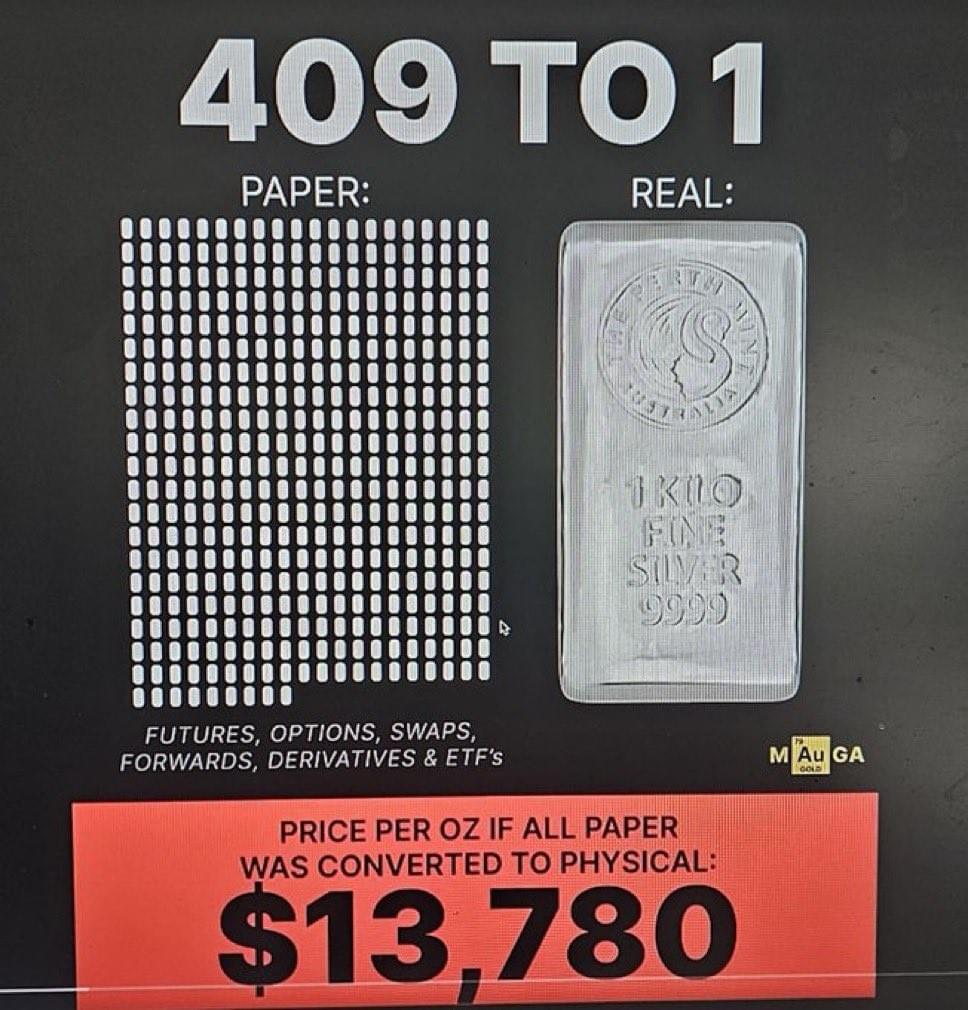 409 TO 1
PAPER:
REAL:
THE PERTH MINT
AUSTRALIA
1 KILO
FINE
SILVER
9999
FUTURES, OPTIONS, SWAPS,
FORWARDS, DERIVATIVES & ETF's
79
M Au GA
GOLD
PRICE PER OZ IF ALL PAPER
WAS CONVERTED TO PHYSICAL:
$13,780